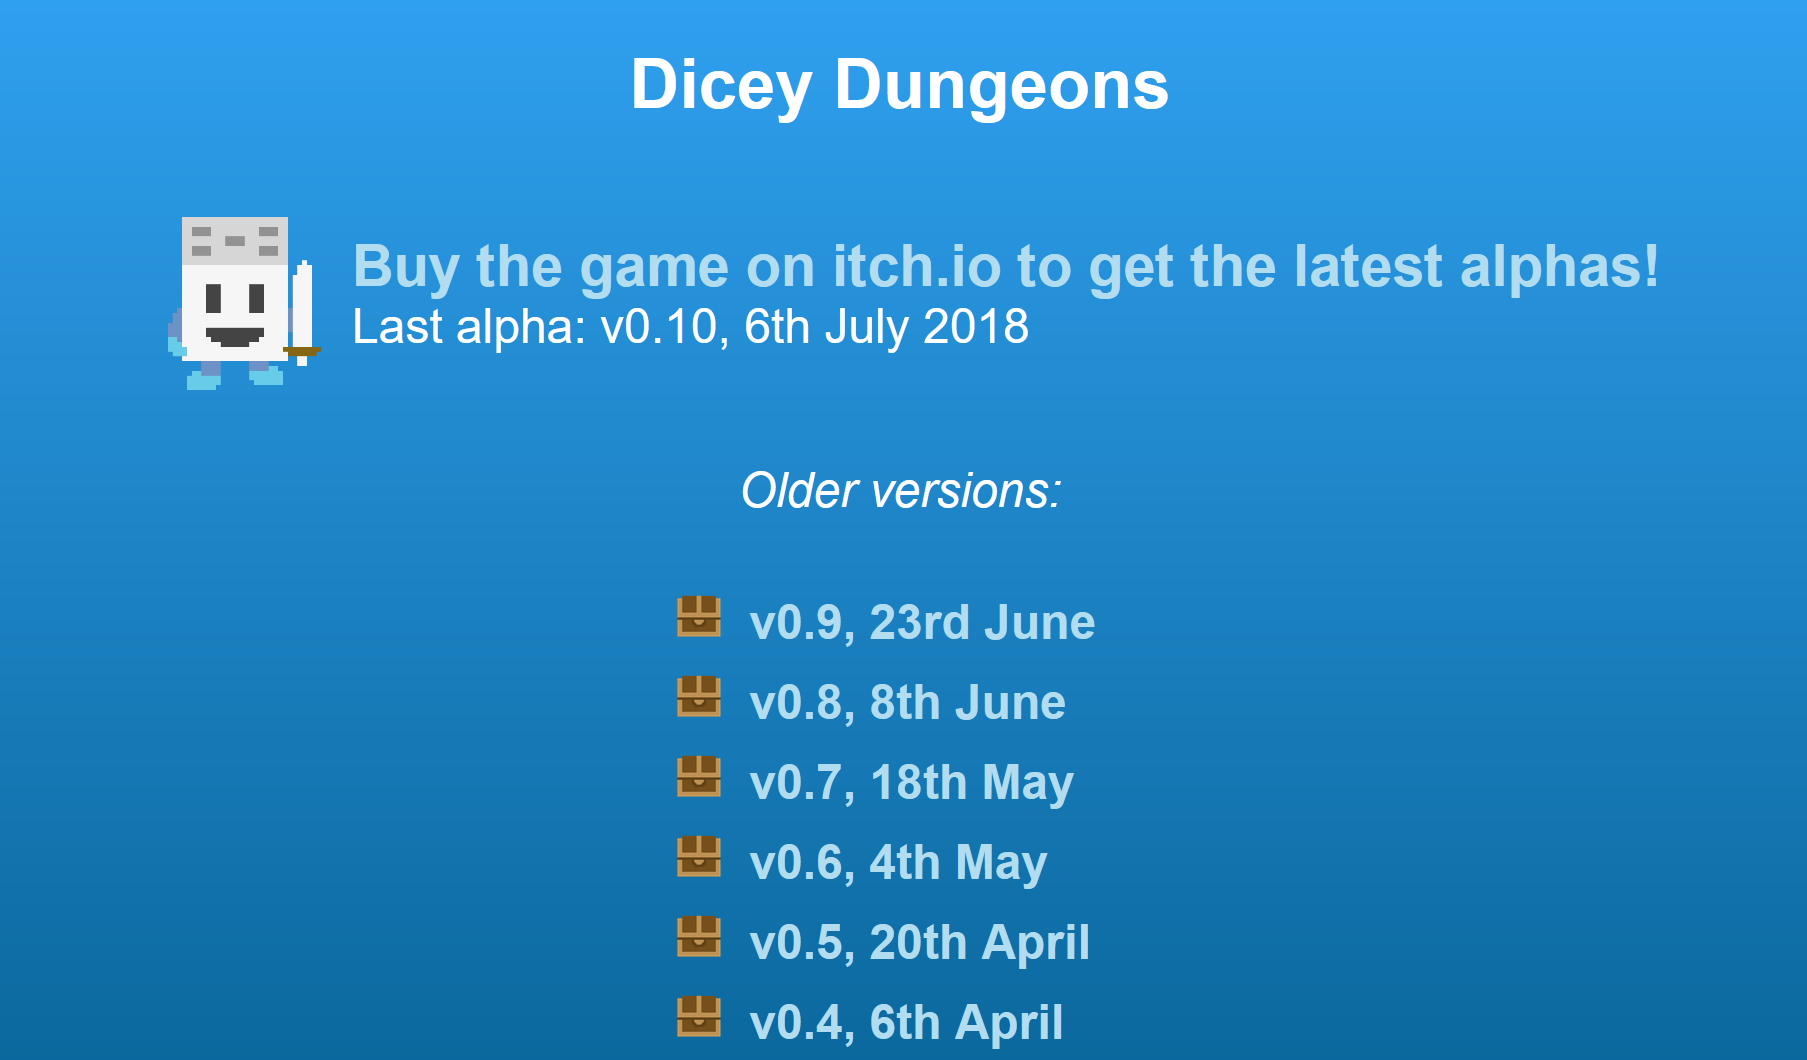 Dicey Dungeons
Buy the game on itch.io to get the latest alphas!
Last alpha: v0.10, 6th July 2018
Older versions:
v0.9, 23rd June
v0.8, 8th June
v0.7, 18th May
v0.6, 4th May
v0.5, 20th April
v0.4, 6th April